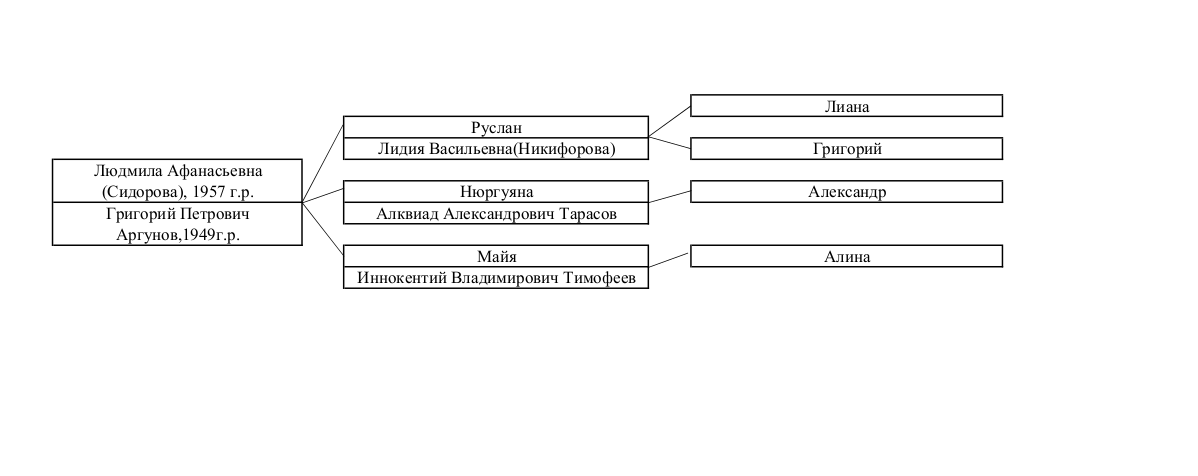 Людмила Афанасьевна
(Сидорова), 1957 г.р.
Григорий Петрович
Аргунов,1949г.р.
Руслан
Лидия Васильевна(Никифорова)
Нюргуяна
Алквиад Александрович Тарасов
Майя
Иннокентий Владимирович Тимофеев
Лиана
Григорий
Александр
Алина